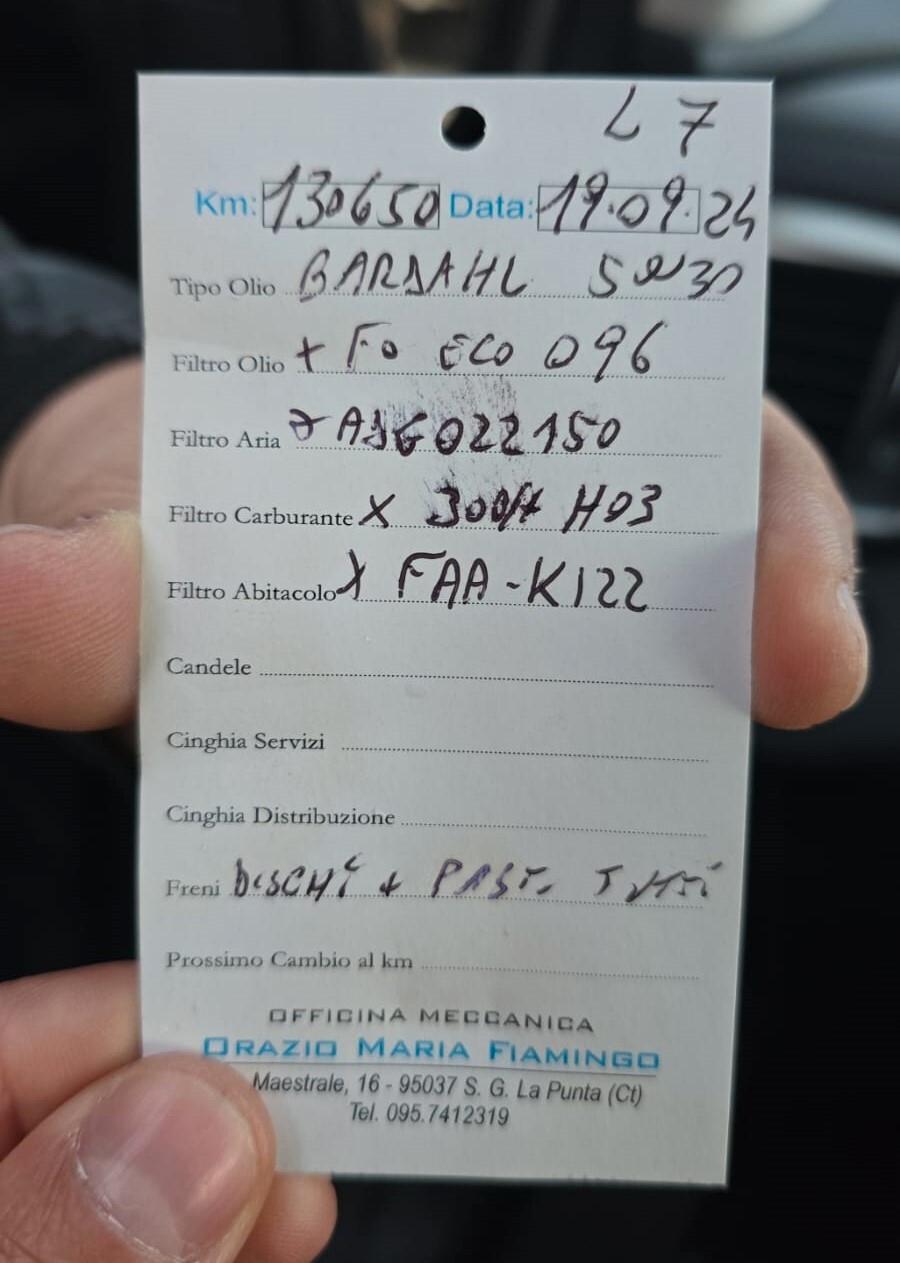 L 7
Km: 130650 Data: 19.09.24
Tipo Olio BARDAHL 5W30
Filtro Olio + Fo ECO 096
Filtro Aria
Filtro Carburante X H03
Filtro Abitacolo X FAA-K122
Candele
Cinghia Servizi
Cinghia Distribuzione
Freni DiSCHi + PAST. TUTTi
Prossimo Cambio al km
OFFICINA MECCANICA
ORAZIO MARIA FIAMINGO
Maestrale, 16 - 95037 S. G. La Punta (Ct)
Tel. 095.7412319